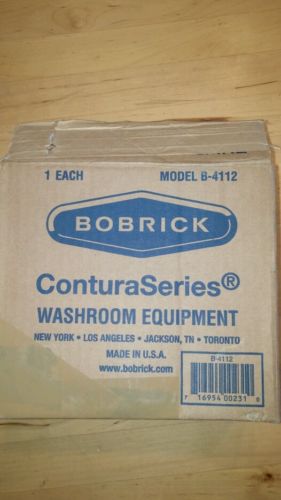 1 EACH MODEL B-4112
BOBRICK
ConturaSeries®
WASHROOM EQUIPMENT
NEW YORK • LOS ANGELES • JACKSON, TN • TORONTO
MADE IN U.S.A.
www.bobrick.com
B-4112
7 16954 00231